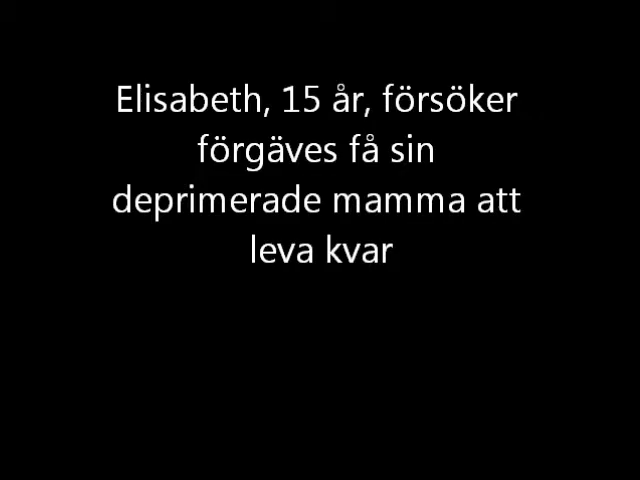 Elisabeth, 15 år, försöker
förgäves få sin
deprimerade mamma att
leva kvar